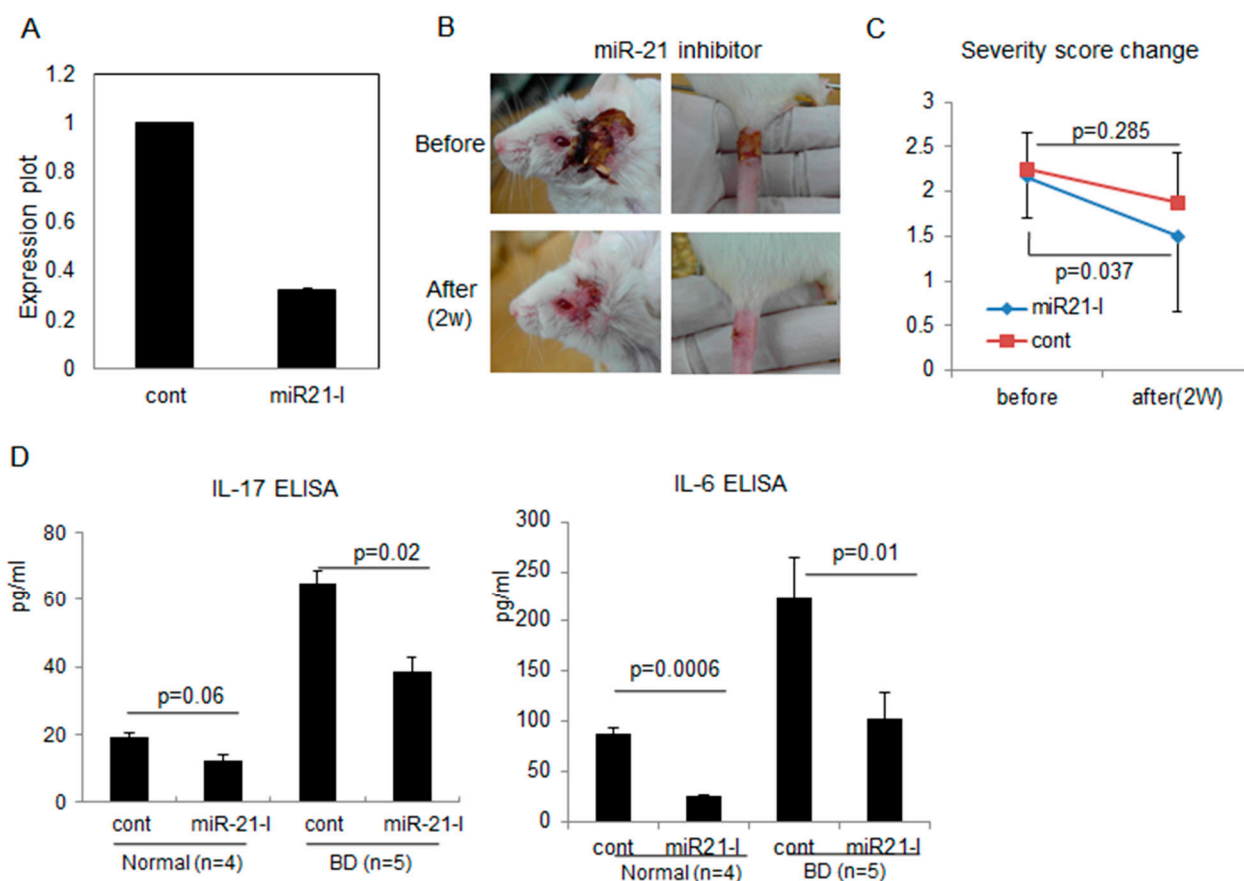 A
1.2
1
0.8
0.6
0.4
0.2
0
Expression plot
cont miR21-I
B
miR-21 inhibitor
Before
After
(2w)
C
Severity score change
3
2.5
2
1.5
1
0.5
0
p=0.285
p=0.037
miR21-I
cont
before after(2W)
D
IL-17 ELISA
80
60
40
20
0
pg/ml
p=0.06
p=0.02
cont miR-21-I cont miR-21-I
Normal (n=4) BD (n=5)
IL-6 ELISA
300
250
200
150
100
50
0
pg/ml
p=0.0006
p=0.01
cont miR21-I cont miR21-I
Normal (n=4) BD (n=5)